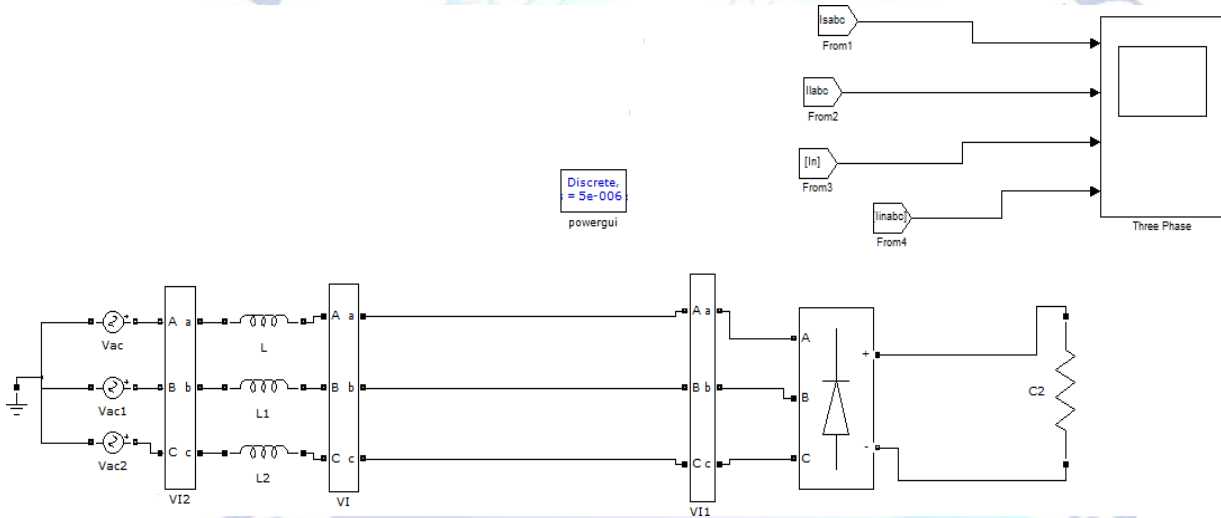 Isabc
From1
Ilabc
From2
[In]
From3
Iinabc]
From4
Three Phase
Discrete,
= 5e-006
powergui
Vac
Vac1
Vac2
A a
B b
C c
VI2
L
L1
L2
A a
B b
C c
VI
A a
B b
C c
VI1
A
B
C
+
-
C2